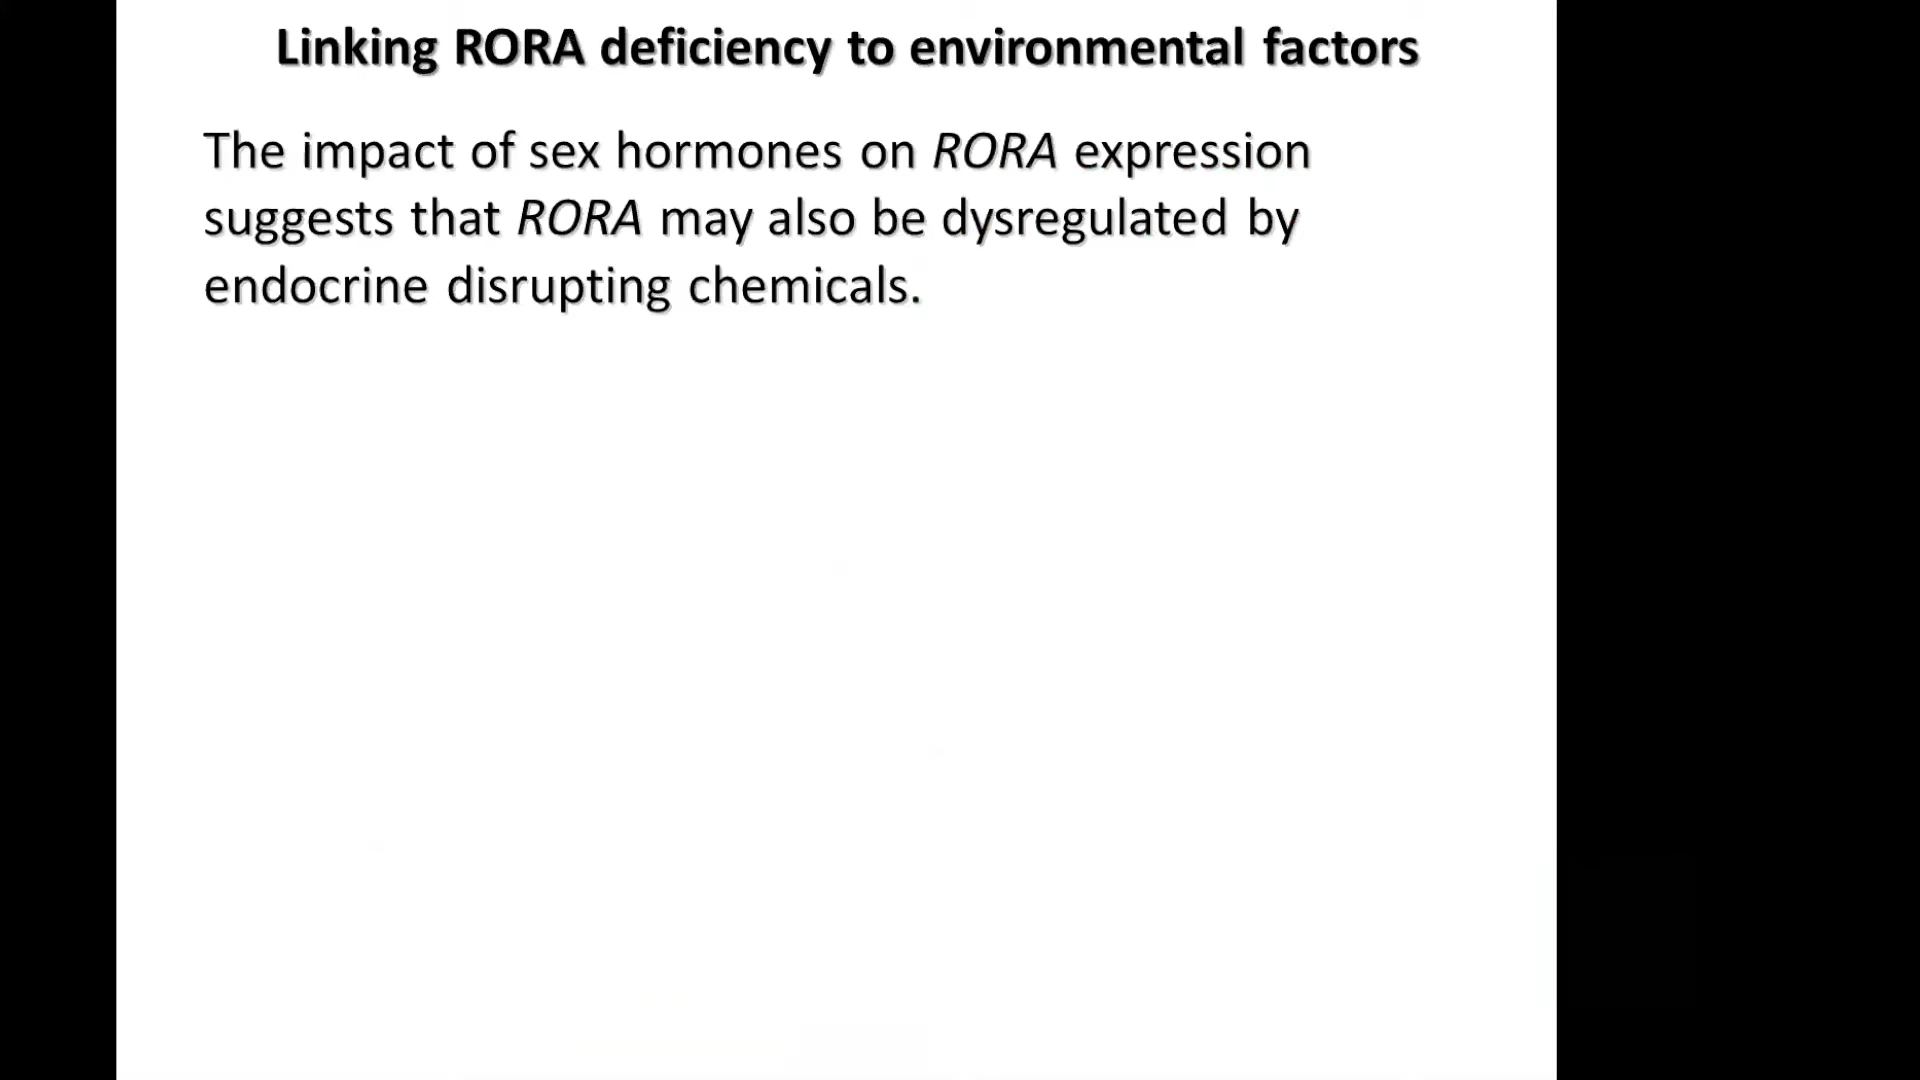 Linking RORA deficiency to environmental factors
The impact of sex hormones on RORA expression
suggests that RORA may also be dysregulated by
endocrine disrupting chemicals.